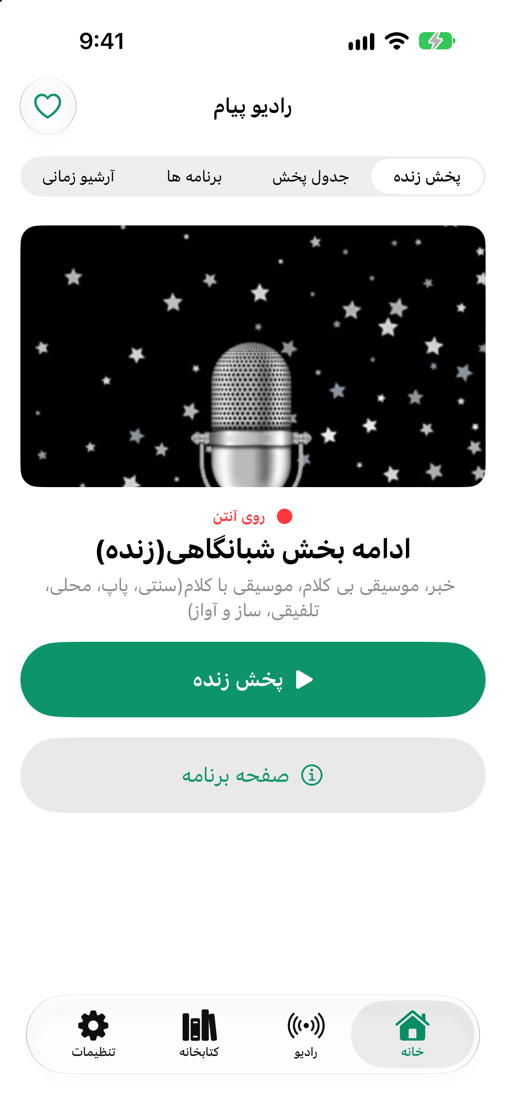 9:41
رادیو پیام
پخش زنده
جدول پخش
برنامه ها
آرشیو زمانی
روی آنتن
ادامه بخش شبانگاهی(زنده)
خبر، موسیقی بی کلام، موسیقی با کلام(سنتی، پاپ، محلی،
تلفیقی، ساز و آواز)
پخش زنده
صفحه برنامه
خانه
رادیو
کتابخانه
تنظیمات